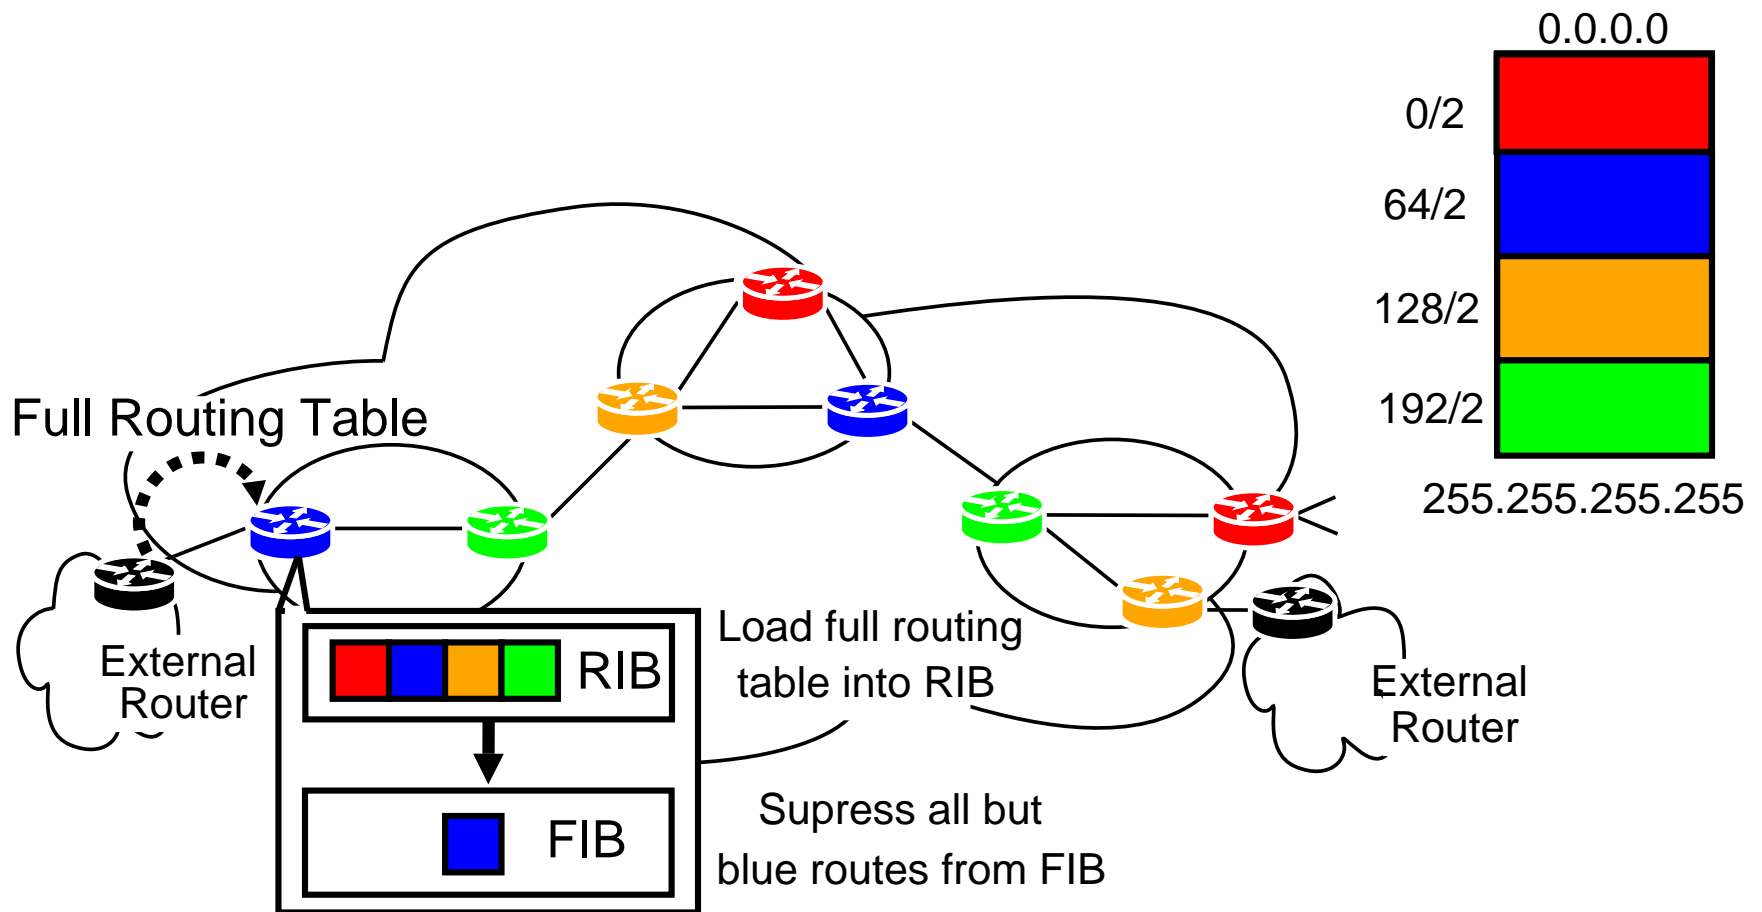 0.0.0.0
0/2
64/2
128/2
192/2
255.255.255.255
Full Routing Table
External
Router
RIB
FIB
Load full routing
table into RIB
Supress all but
blue routes from FIB
External
Router